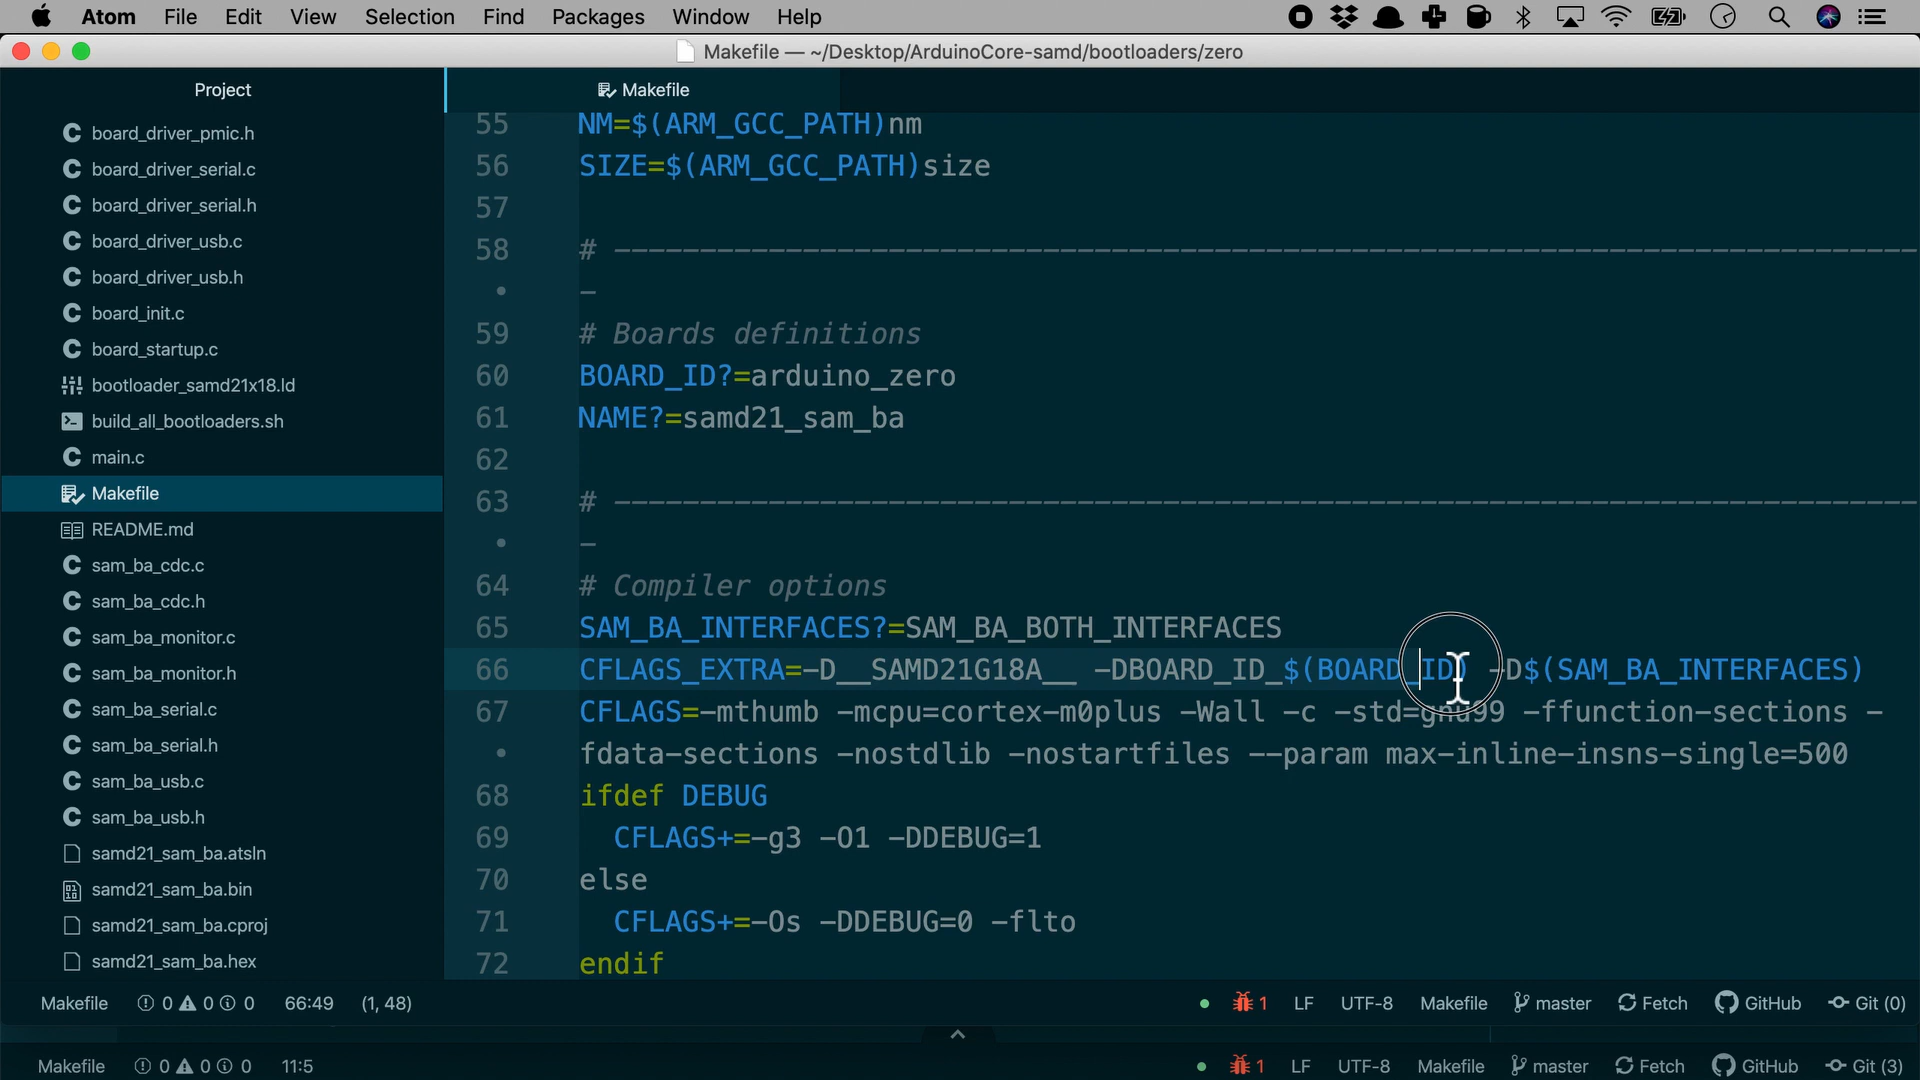 Atom File Edit View Selection Find Packages Window Help
Makefile — ~/Desktop/ArduinoCore-samd/bootloaders/zero
Project
board_driver_pmic.h
board_driver_serial.c
board_driver_serial.h
board_driver_usb.c
board_driver_usb.h
board_init.c
board_startup.c
bootloader_samd21x18.ld
build_all_bootloaders.sh
main.c
Makefile
README.md
sam_ba_cdc.c
sam_ba_cdc.h
sam_ba_monitor.c
sam_ba_monitor.h
sam_ba_serial.c
sam_ba_serial.h
sam_ba_usb.c
sam_ba_usb.h
samd21_sam_ba.atsln
samd21_sam_ba.bin
samd21_sam_ba.cproj
samd21_sam_ba.hex
Makefile
55 NM=$(ARM_GCC_PATH)nm
56 SIZE=$(ARM_GCC_PATH)size
57
58 # ----------------------------------------------------------------------------
• -
59 # Boards definitions
60 BOARD_ID?=arduino_zero
61 NAME?=samd21_sam_ba
62
63 # ----------------------------------------------------------------------------
• -
64 # Compiler options
65 SAM_BA_INTERFACES?=SAM_BA_BOTH_INTERFACES
66 CFLAGS_EXTRA=-D__SAMD21G18A__ -DBOARD_ID_$(BOARD_ID) -D$(SAM_BA_INTERFACES)
67 CFLAGS=-mthumb -mcpu=cortex-m0plus -Wall -c -std=gnu99 -ffunction-sections -
• fdata-sections -nostdlib -nostartfiles --param max-inline-insns-single=500
68 ifdef DEBUG
69 CFLAGS+=-g3 -O1 -DDEBUG=1
70 else
71 CFLAGS+=-Os -DDEBUG=0 -flto
72 endif
Makefile 0 0 0 66:49 (1, 48) 1 LF UTF-8 Makefile master Fetch GitHub Git (0)
Makefile 0 0 0 11:5 1 LF UTF-8 Makefile master Fetch GitHub Git (3)